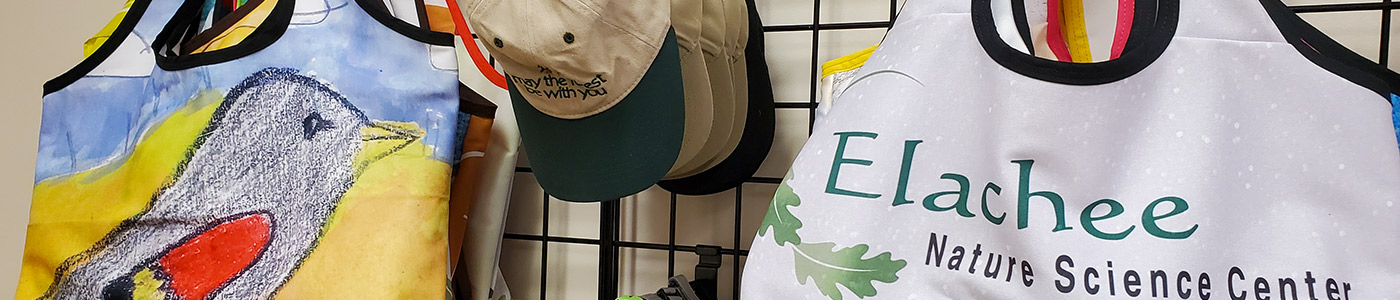 may the forest
be with you
Elachee
Nature Science Center